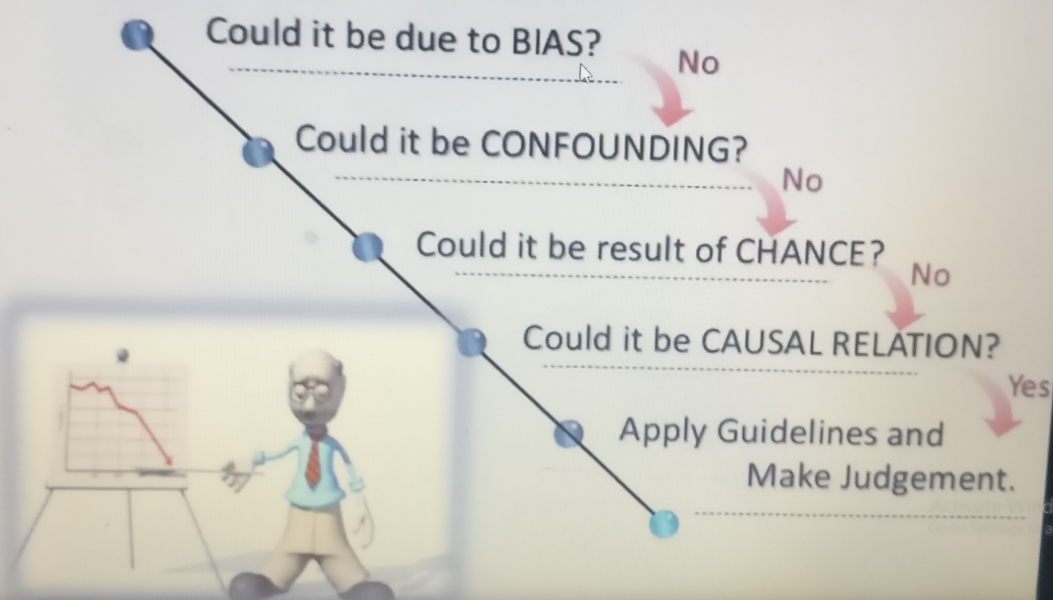 Could it be due to BIAS?
No
Could it be CONFOUNDING?
No
Could it be result of CHANCE?
No
Could it be CAUSAL RELATION?
Yes
Apply Guidelines and
Make Judgement.